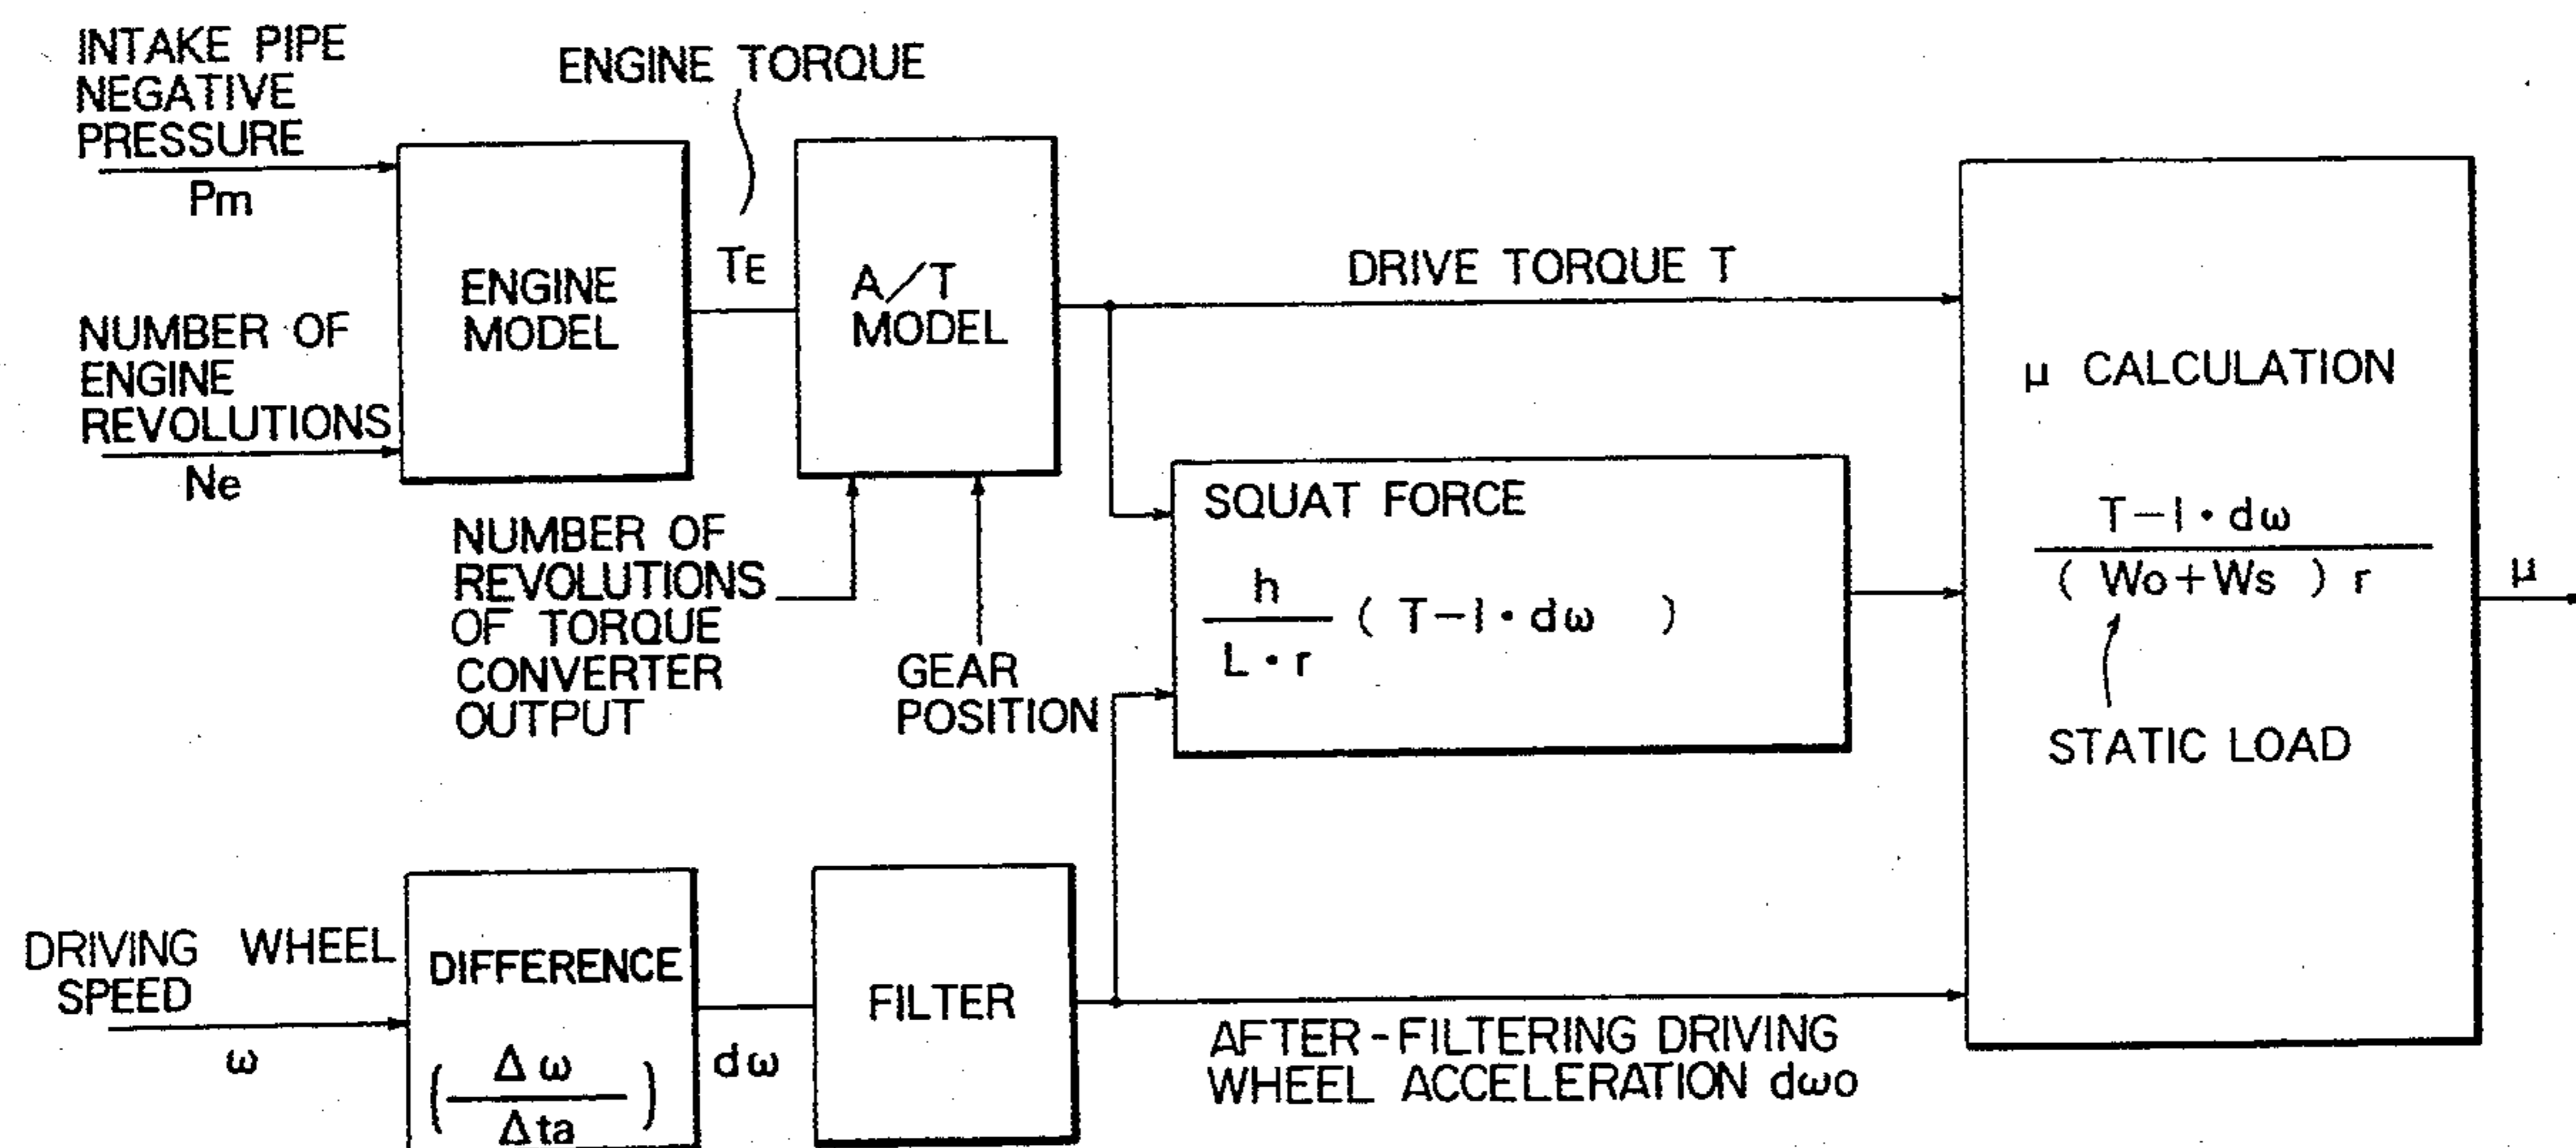 INTAKE PIPE
NEGATIVE
PRESSURE
Pm
ENGINE TORQUE
NUMBER OF
ENGINE
REVOLUTIONS
Ne
ENGINE
MODEL
TE
A/T
MODEL
NUMBER OF
REVOLUTIONS
OF TORQUE
CONVERTER
OUTPUT
GEAR
POSITION
DRIVE TORQUE T
SQUAT FORCE
h
( T-I・dω )
L・r
μ CALCULATION
T-I・dω
( Wo+Ws ) r
STATIC LOAD
μ
DRIVING WHEEL
SPEED
ω
DIFFERENCE
( Δω
Δta )
dω
FILTER
AFTER-FILTERING DRIVING
WHEEL ACCELERATION dωo